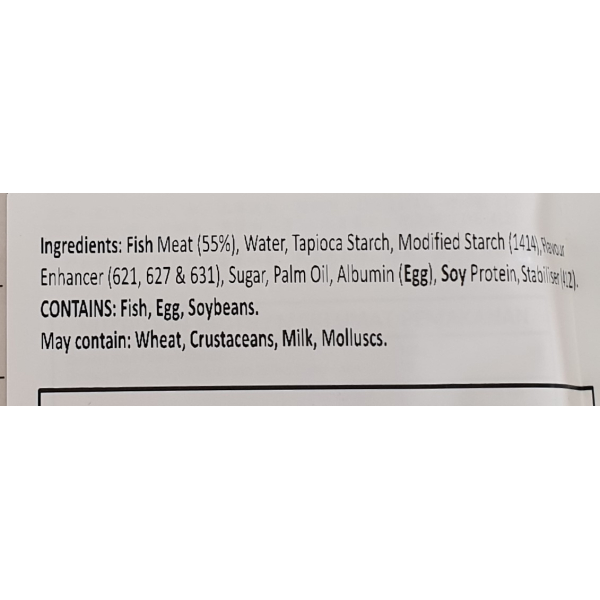 Ingredients: Fish Meat (55%), Water, Tapioca Starch, Modified Starch (1414), Flavour
Enhancer (621, 627 & 631), Sugar, Palm Oil, Albumin (Egg), Soy Protein, Stabiliser
CONTAINS: Fish, Egg, Soybeans.
May contain: Wheat, Crustaceans, Milk, Molluscs.